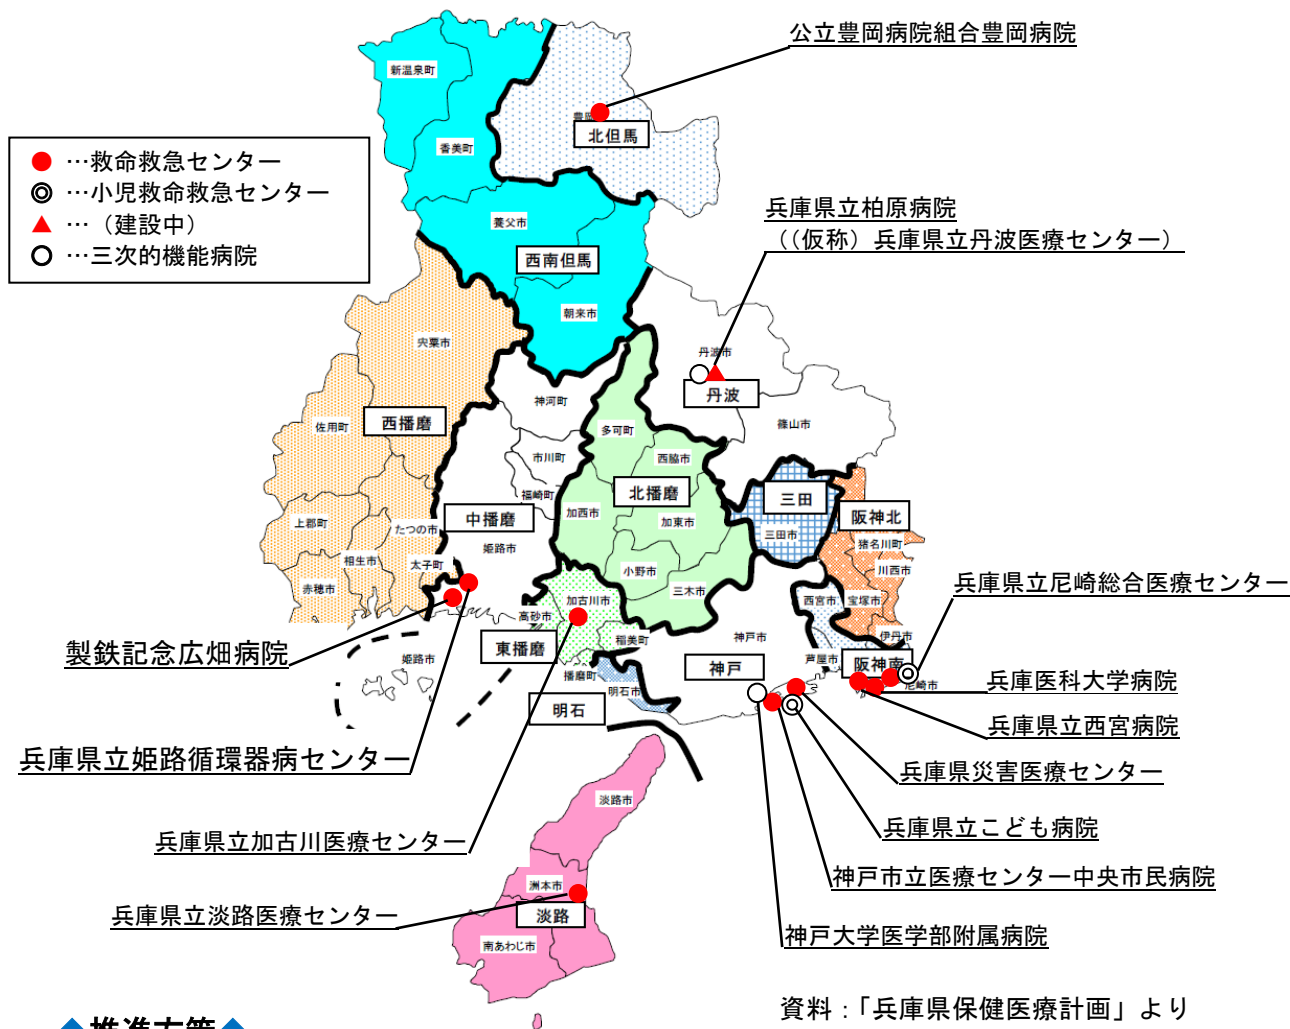 公立豊岡病院組合豊岡病院
新温泉町
香美町
北但馬
●…救命救急センター
◎…小児救命救急センター
▲…（建設中）
○…三次的機能病院
養父市
西南但馬
朝来市
兵庫県立柏原病院
（(仮称）兵庫県立丹波医療センター）
宍粟市
丹波市
丹波
神河町
佐用町
西播磨
多可町
篠山市
市川町
西脇市
福崎町
北播磨
三田
上郡町
たつの市
中播磨
加西市
加東市
三田市
阪神北
猪名川町
姫路市
相生市
太子町
小野市
川西市
赤穂市
加古川市
三木市
西宮市
宝塚市
兵庫県立尼崎総合医療センター
高砂市
稲美町
神戸市
伊丹市
製鉄記念広畑病院
姫路市
東播磨
播磨町
神戸
芦屋市
阪神南
尼崎市
兵庫医科大学病院
明石市
明石
兵庫県立西宮病院
兵庫県立姫路循環器病センター
兵庫県災害医療センター
淡路市
兵庫県立加古川医療センター
兵庫県立こども病院
洲本市
神戸市立医療センター中央市民病院
兵庫県立淡路医療センター
淡路
神戸大学医学部附属病院
南あわじ市
資料：「兵庫県保健医療計画」より
◆推進方策◆